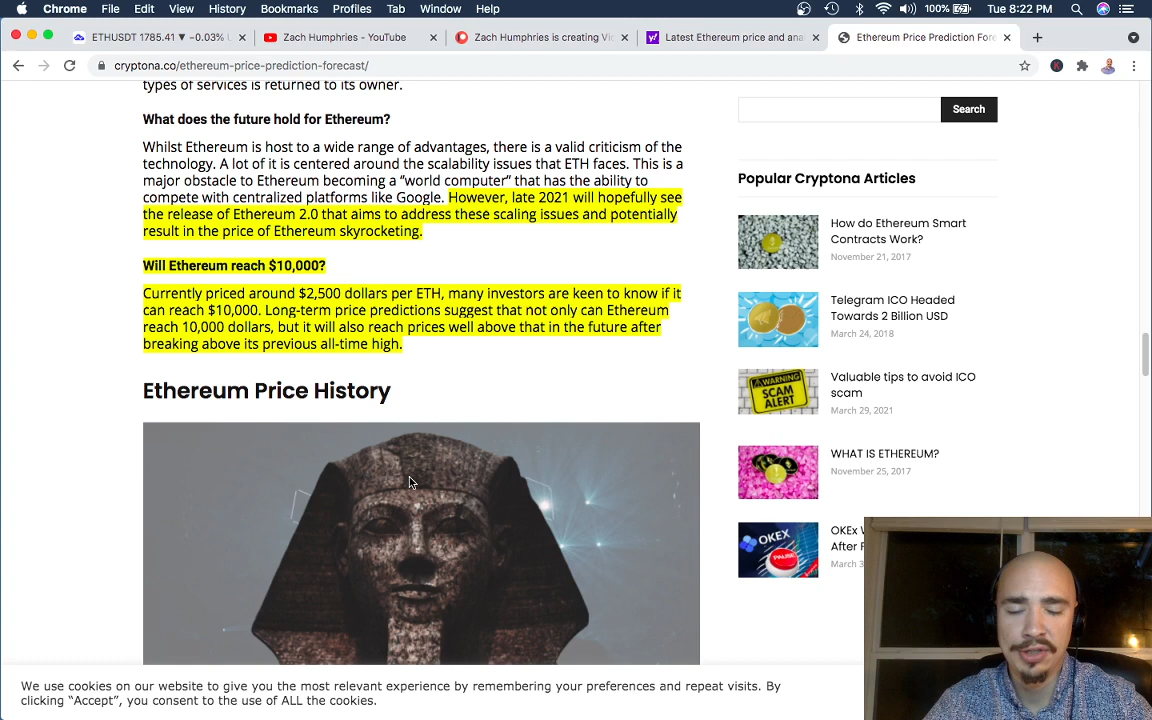 Chrome File Edit View History Bookmarks Profiles Tab Window Help 100% Tue 8:22 PM
ETHUSDT 1785.41 ▼ −0.03%
Zach Humphries - YouTube
Zach Humphries is creating Vi
Latest Ethereum price and ana
Ethereum Price Prediction Fore
cryptona.co/ethereum-price-prediction-forecast/
types of services is returned to its owner.
What does the future hold for Ethereum?
Whilst Ethereum is host to a wide range of advantages, there is a valid criticism of the
technology. A lot of it is centered around the scalability issues that ETH faces. This is a
major obstacle to Ethereum becoming a “world computer” that has the ability to
compete with centralized platforms like Google. However, late 2021 will hopefully see
the release of Ethereum 2.0 that aims to address these scaling issues and potentially
result in the price of Ethereum skyrocketing.
Will Ethereum reach $10,000?
Currently priced around $2,500 dollars per ETH, many investors are keen to know if it
can reach $10,000. Long-term price predictions suggest that not only can Ethereum
reach 10,000 dollars, but it will also reach prices well above that in the future after
breaking above its previous all-time high.
Ethereum Price History
Search
Popular Cryptona Articles
How do Ethereum Smart
Contracts Work?
November 21, 2017
Telegram ICO Headed
Towards 2 Billion USD
March 24, 2018
WARNING
SCAM
ALERT
Valuable tips to avoid ICO
scam
March 29, 2021
WHAT IS ETHEREUM?
November 25, 2017
OKEX
PAUSE
OKEx
After
March 3
We use cookies on our website to give you the most relevant experience by remembering your preferences and repeat visits. By
clicking “Accept”, you consent to the use of ALL the cookies.